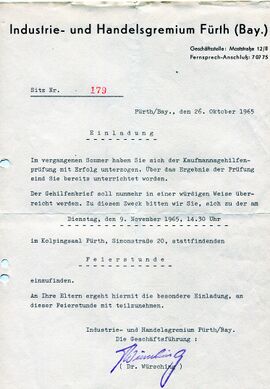 Industrie- und Handelsgremium Fürth (Bay.)
Geschäftsstelle: Maxstraße 12/II
Fernsprech-Anschluß: 70775
Sitz Nr. 179
Fürth/Bay., den 26. Oktober 1965
Einladung
Im vergangenen Sommer haben Sie sich der Kaufmannsgehilfen-
prüfung mit Erfolg unterzogen. Über das Ergebnis der Prüfung
sind Sie bereits unterrichtet worden.
Der Gehilfenbrief soll nunmehr in einer würdigen Weise über-
reicht werden. Zu diesem Zweck bitten wir Sie, sich zu der am
Dienstag, den 9. November 1965, 14.30 Uhr
im Kolpingsaal Fürth, Simonstraße 20, stattfindenden
Feierstunde
einzufinden.
An Ihre Eltern ergeht hiermit die besondere Einladung, an
dieser Feierstunde mit teilzunehmen.
Industrie- und Handelsgremium Fürth/Bay.
Die Geschäftsführung :
(Dr. Würsching)